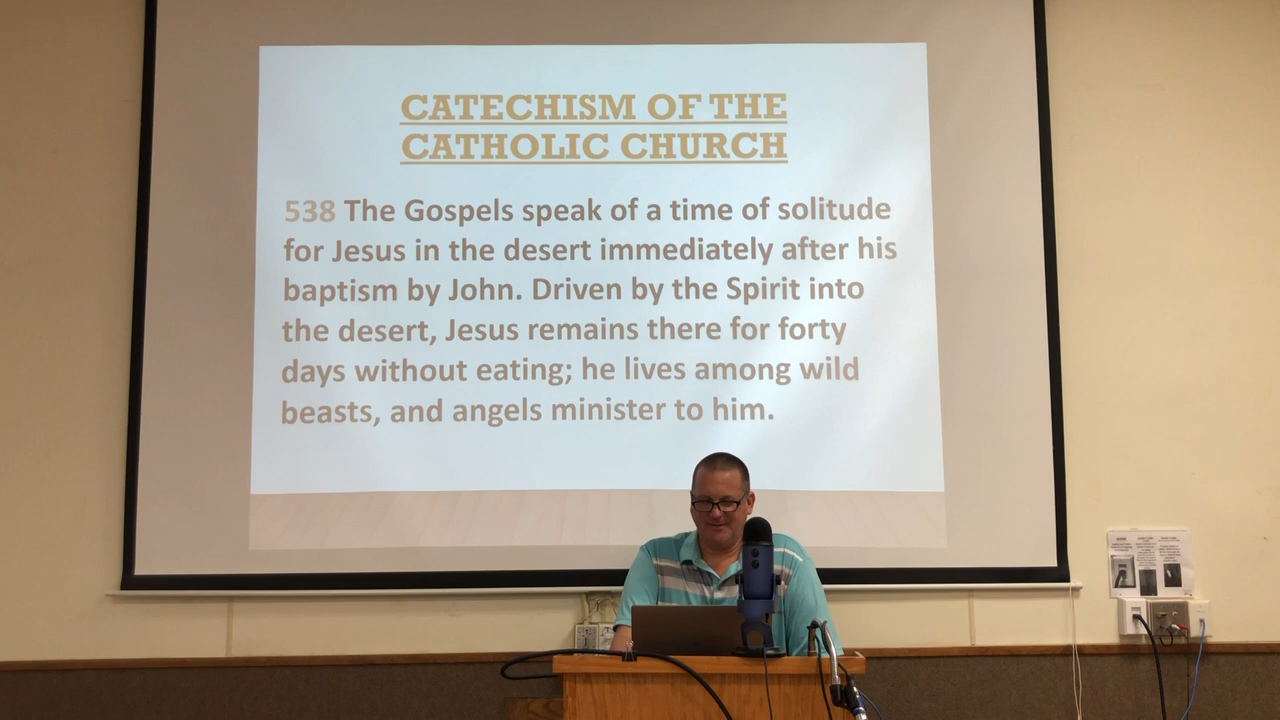 CATECHISM OF THE
CATHOLIC CHURCH
538 The Gospels speak of a time of solitude
for Jesus in the desert immediately after his
baptism by John. Driven by the Spirit into
the desert, Jesus remains there for forty
days without eating; he lives among wild
beasts, and angels minister to him.